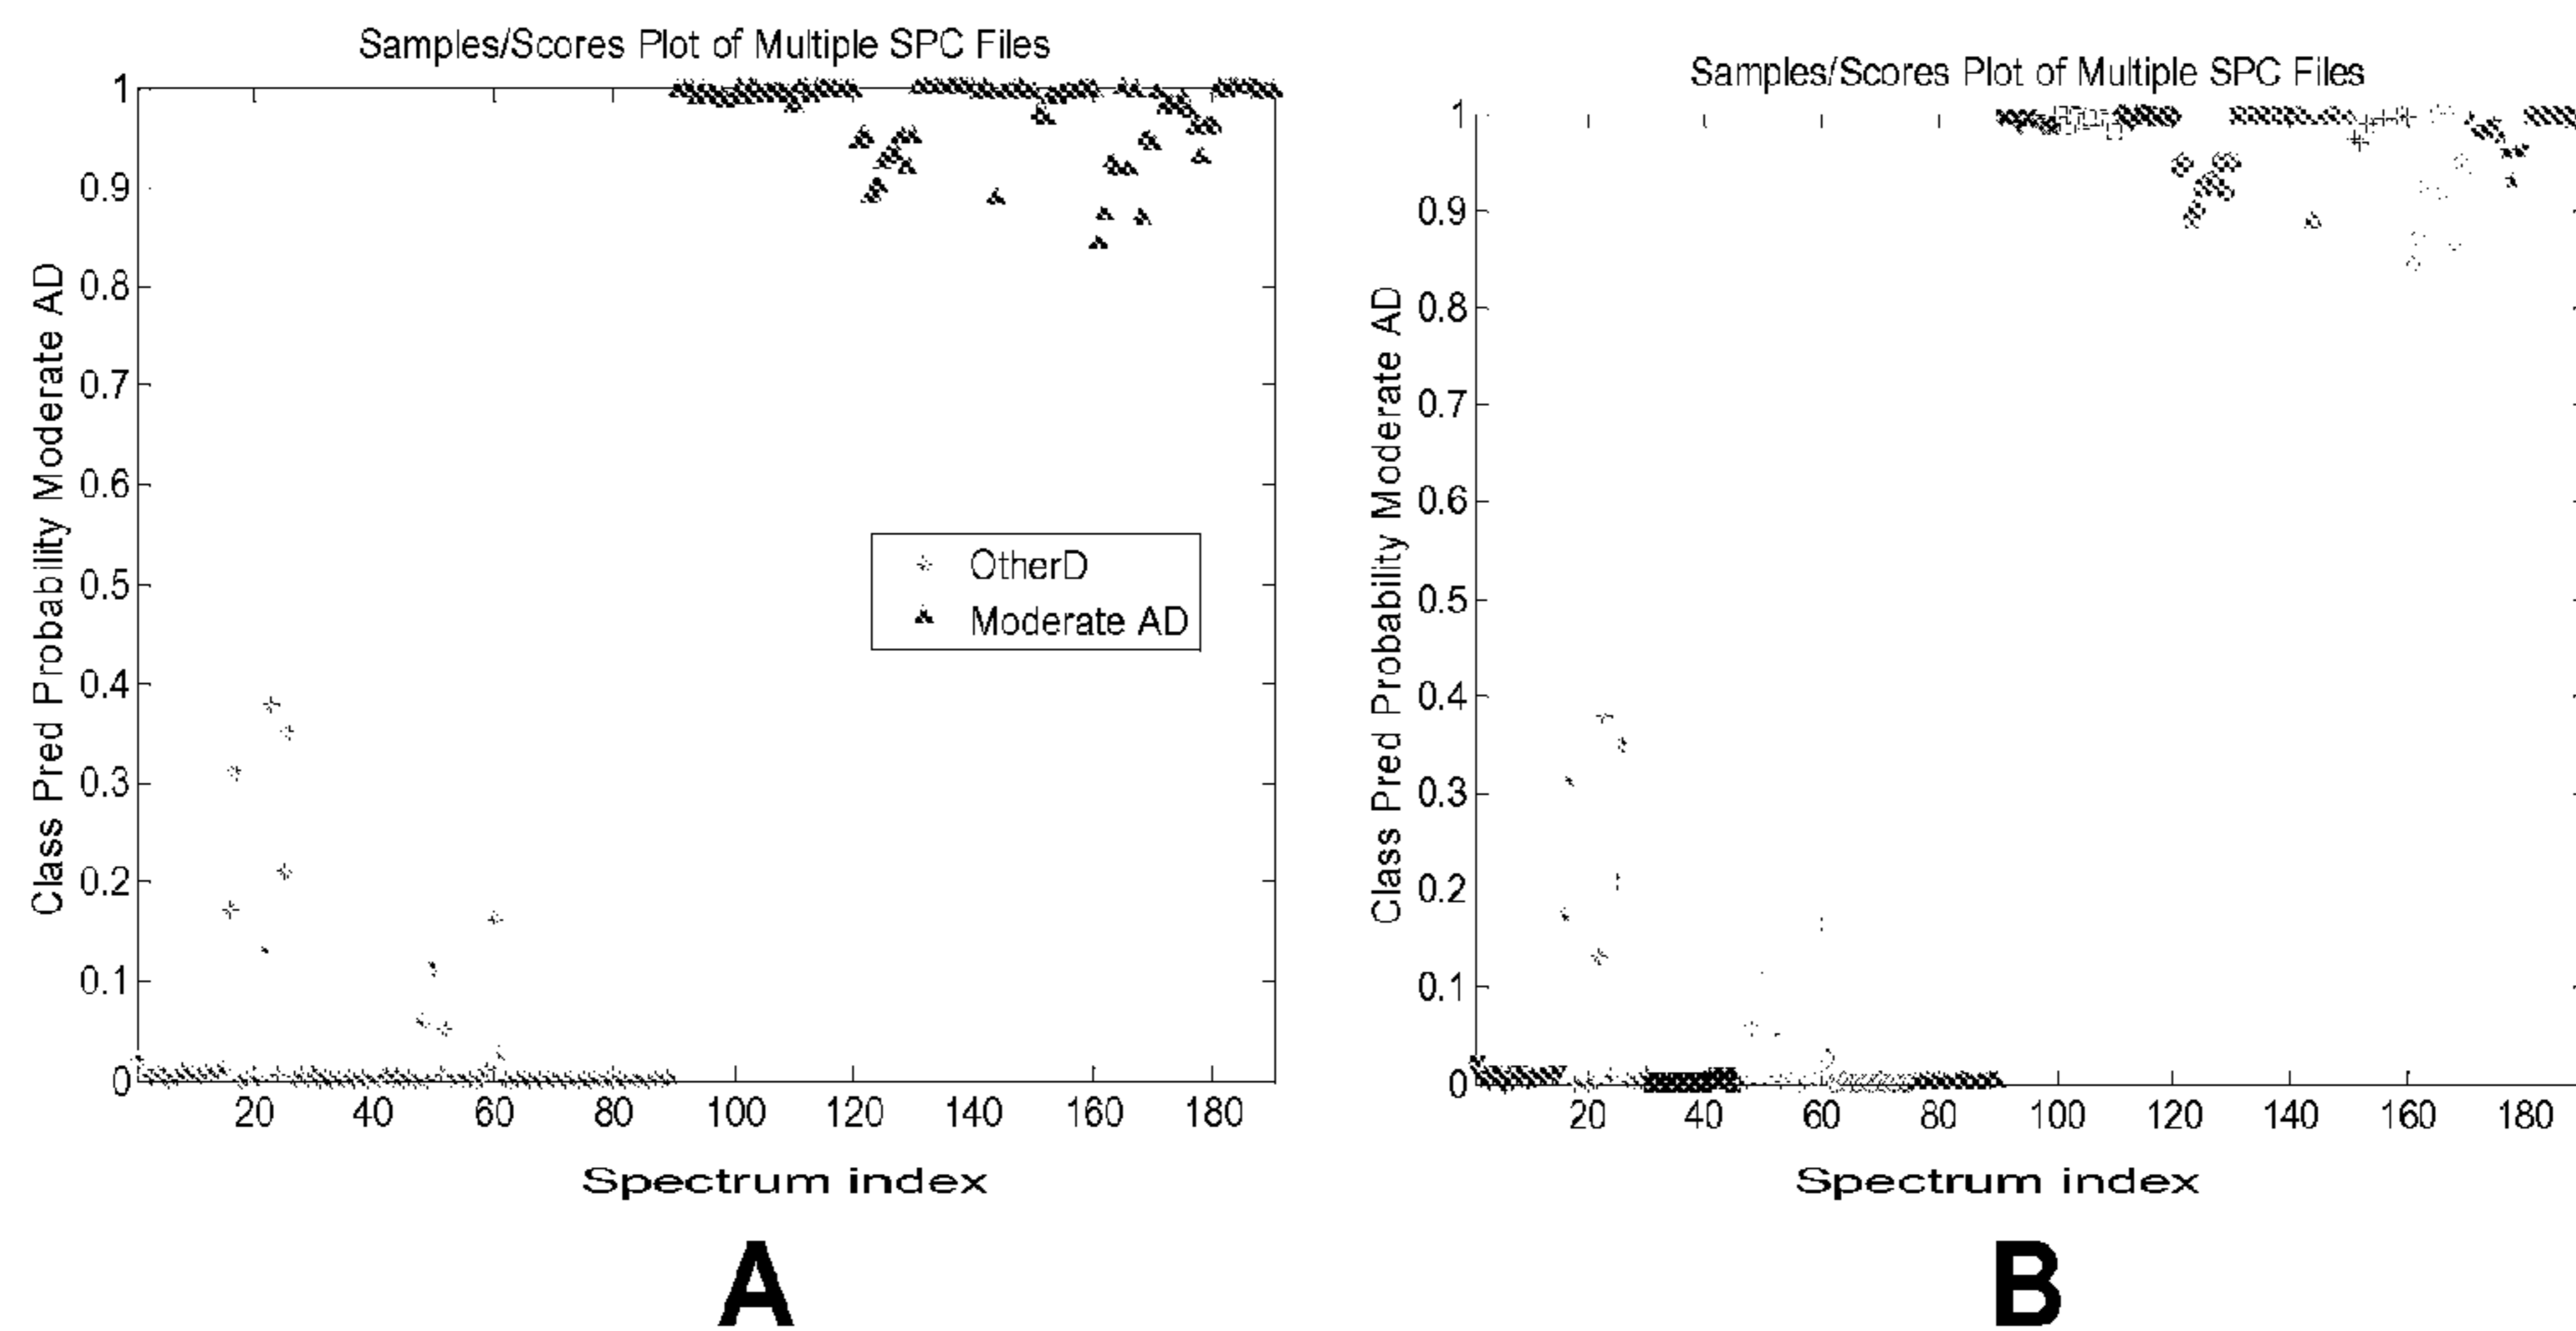 Samples/Scores Plot of Multiple SPC Files
Class Pred Probability Moderate AD
1
0.9
0.8
0.7
0.6
0.5
0.4
0.3
0.2
0.1
0
OtherD
Moderate AD
20 40 60 80 100 120 140 160 180
Spectrum index
A
Samples/Scores Plot of Multiple SPC Files
Class Pred Probability Moderate AD
1
0.9
0.8
0.7
0.6
0.5
0.4
0.3
0.2
0.1
0
20 40 60 80 100 120 140 160 180
Spectrum index
B